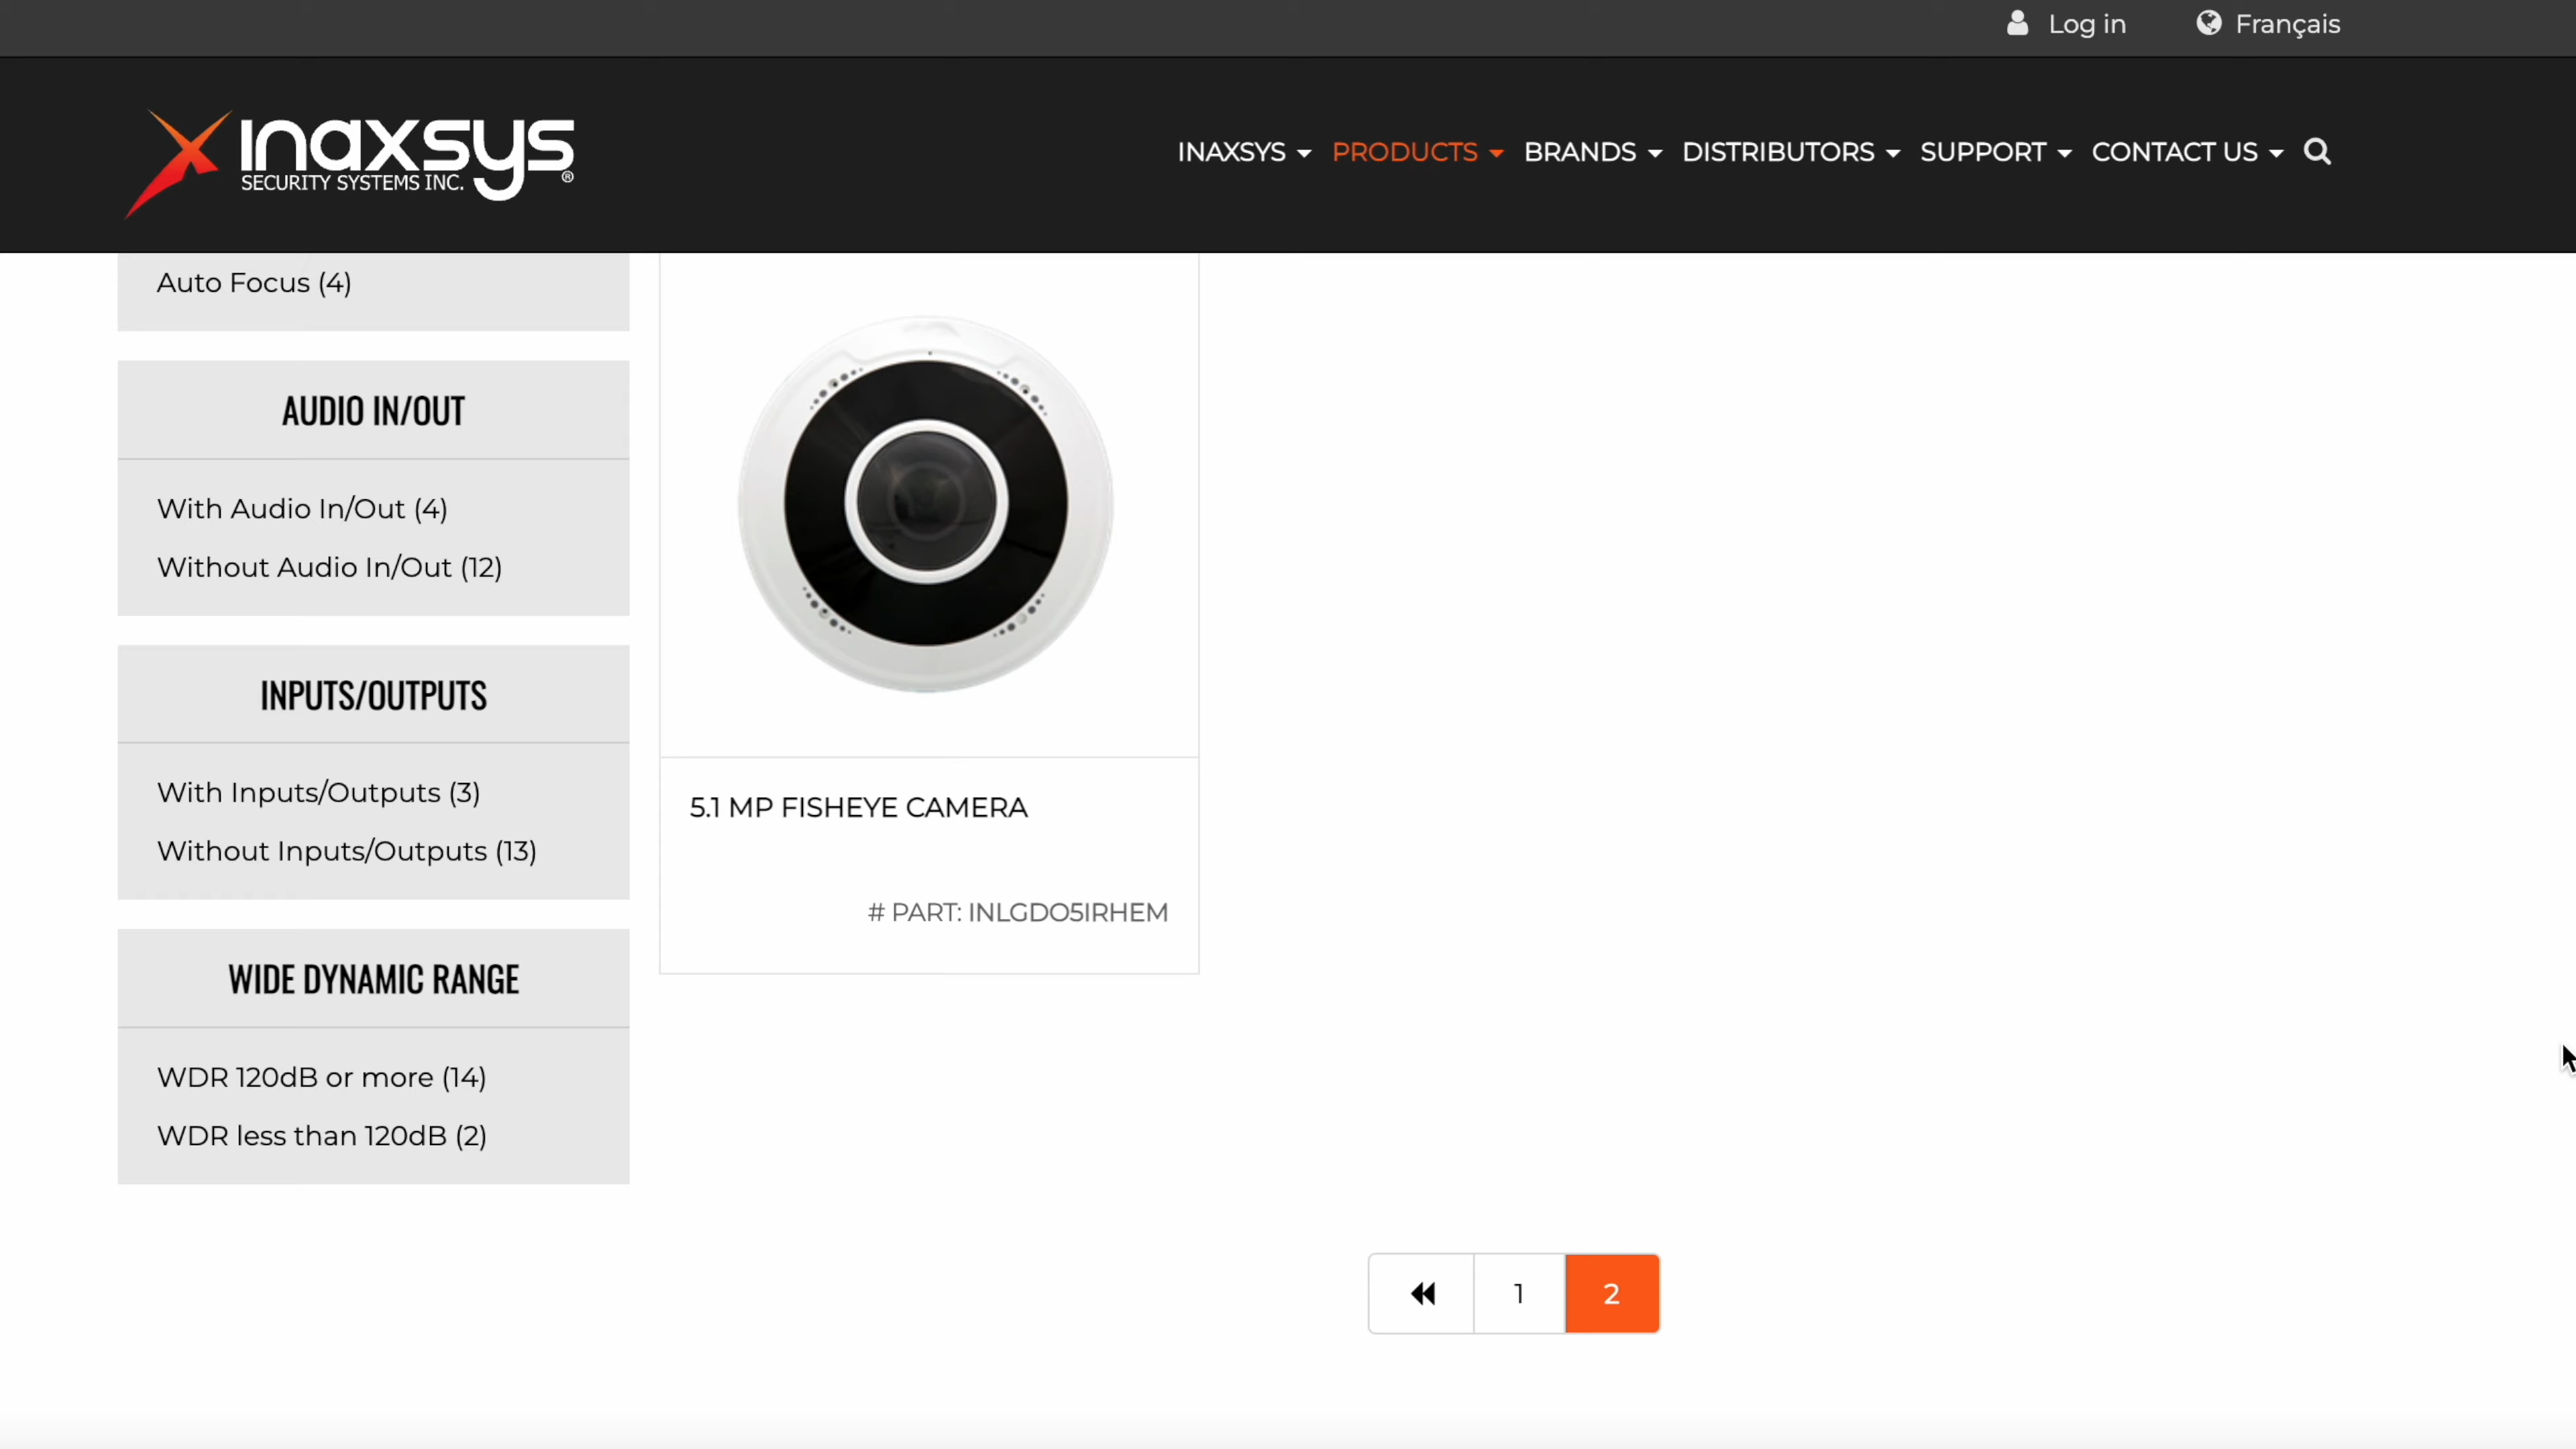 Log in
Français
inaxsys
SECURITY SYSTEMS INC.®
INAXSYS
PRODUCTS
BRANDS
DISTRIBUTORS
SUPPORT
CONTACT US
Auto Focus (4)
AUDIO IN/OUT
With Audio In/Out (4)
Without Audio In/Out (12)
INPUTS/OUTPUTS
With Inputs/Outputs (3)
Without Inputs/Outputs (13)
WIDE DYNAMIC RANGE
WDR 120dB or more (14)
WDR less than 120dB (2)
5.1 MP FISHEYE CAMERA
# PART: INLGDO5IRHEM
1
2